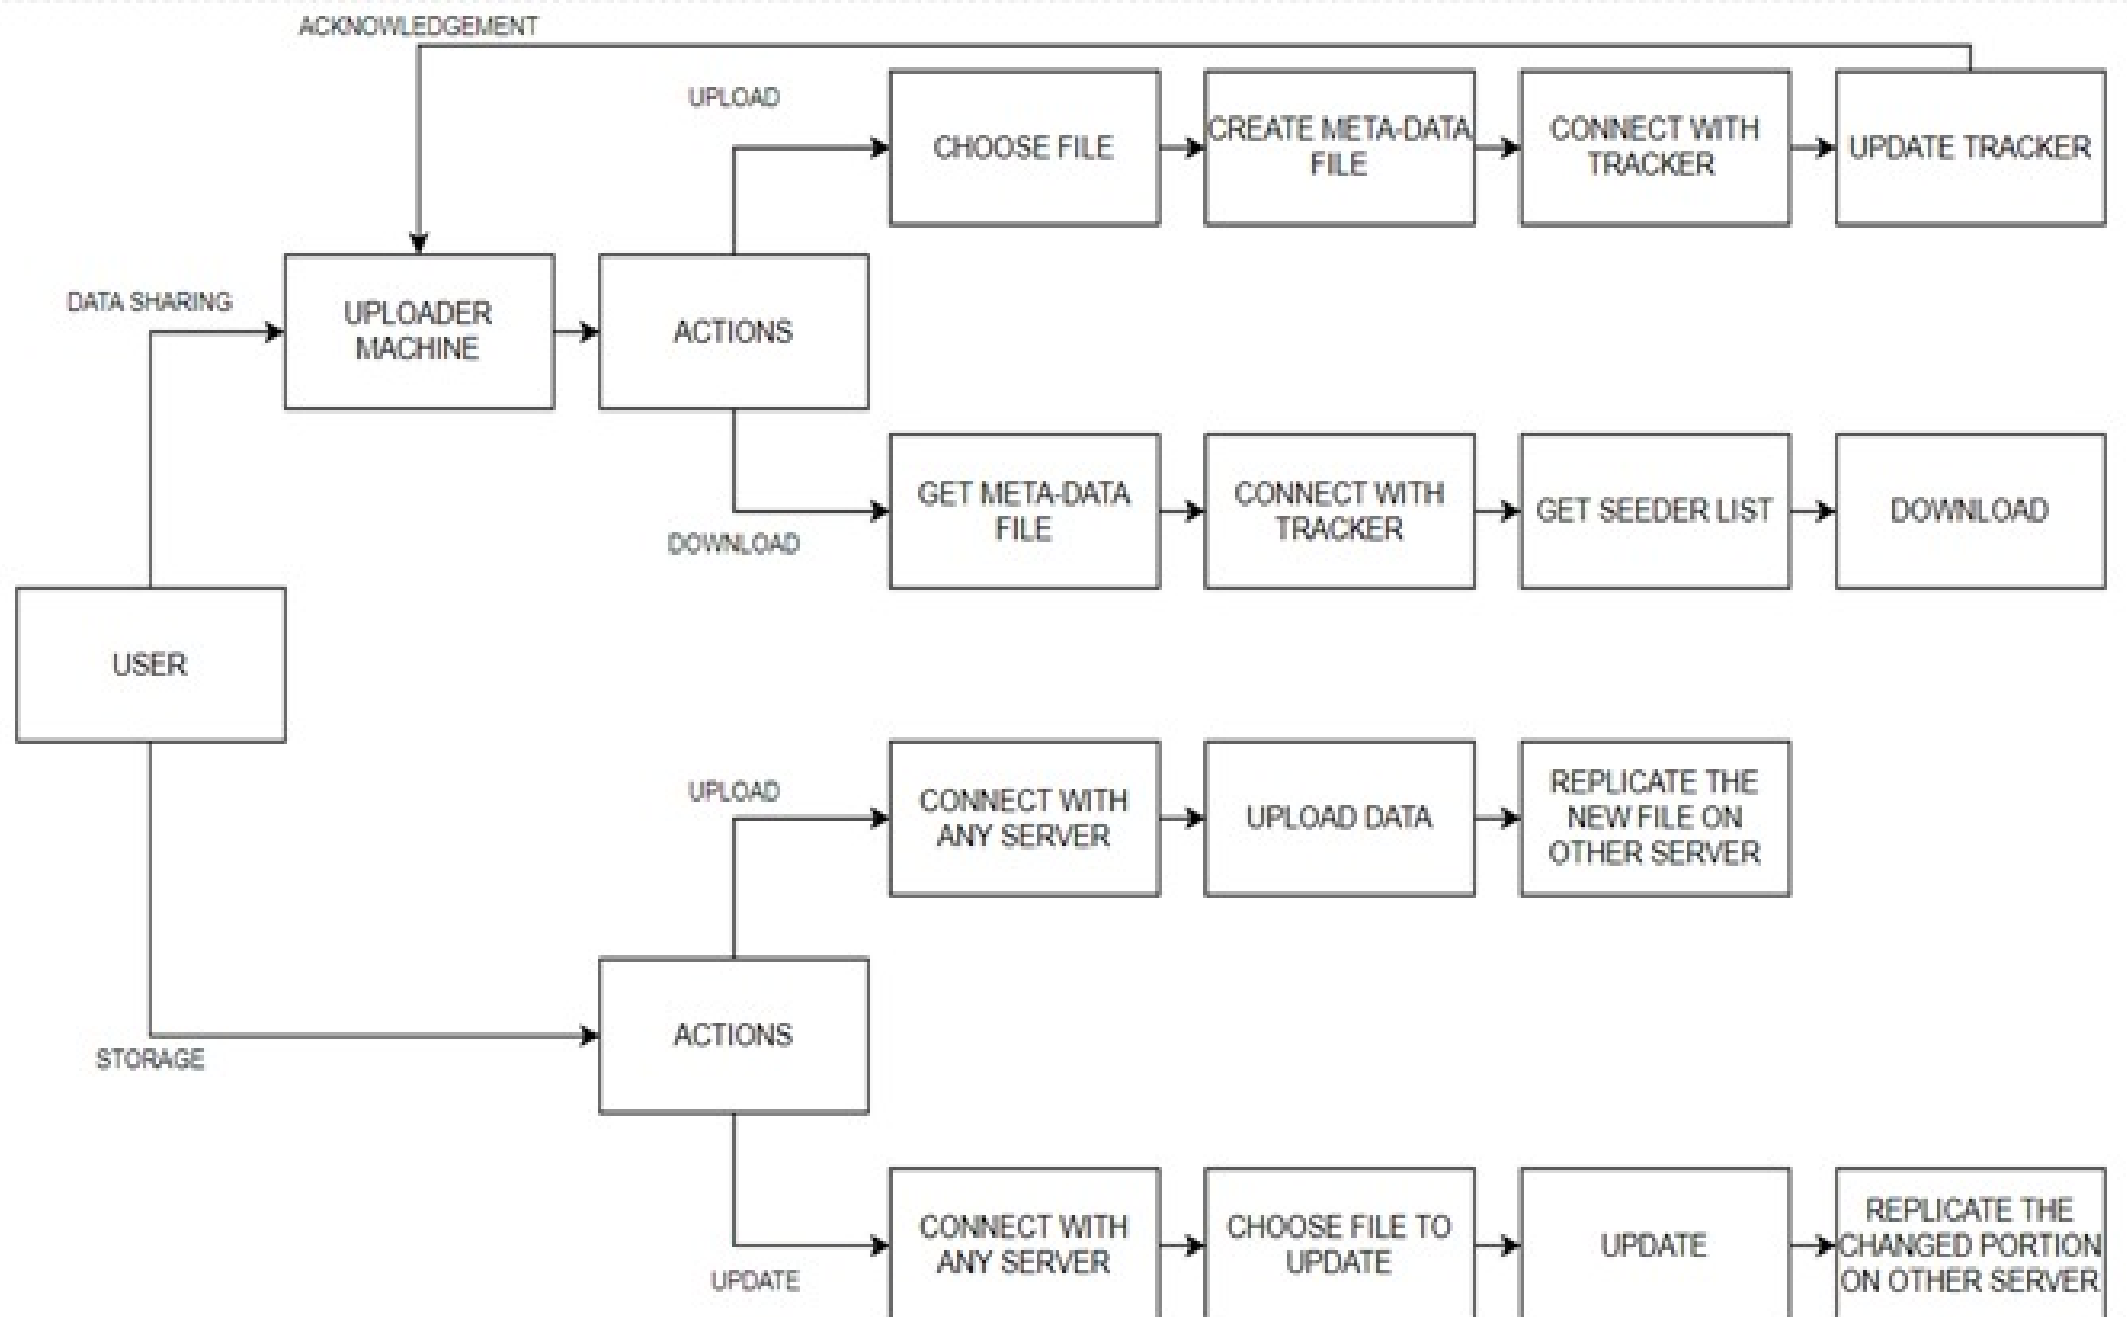 ACKNOWLEDGEMENT
UPLOAD
CHOOSE FILE
CREATE META-DATA
FILE
CONNECT WITH
TRACKER
UPDATE TRACKER
DATA SHARING
UPLOADER
MACHINE
ACTIONS
DOWNLOAD
GET META-DATA
FILE
CONNECT WITH
TRACKER
GET SEEDER LIST
DOWNLOAD
USER
STORAGE
ACTIONS
UPLOAD
CONNECT WITH
ANY SERVER
UPLOAD DATA
REPLICATE THE
NEW FILE ON
OTHER SERVER
UPDATE
CONNECT WITH
ANY SERVER
CHOOSE FILE TO
UPDATE
UPDATE
REPLICATE THE
CHANGED PORTION
ON OTHER SERVER